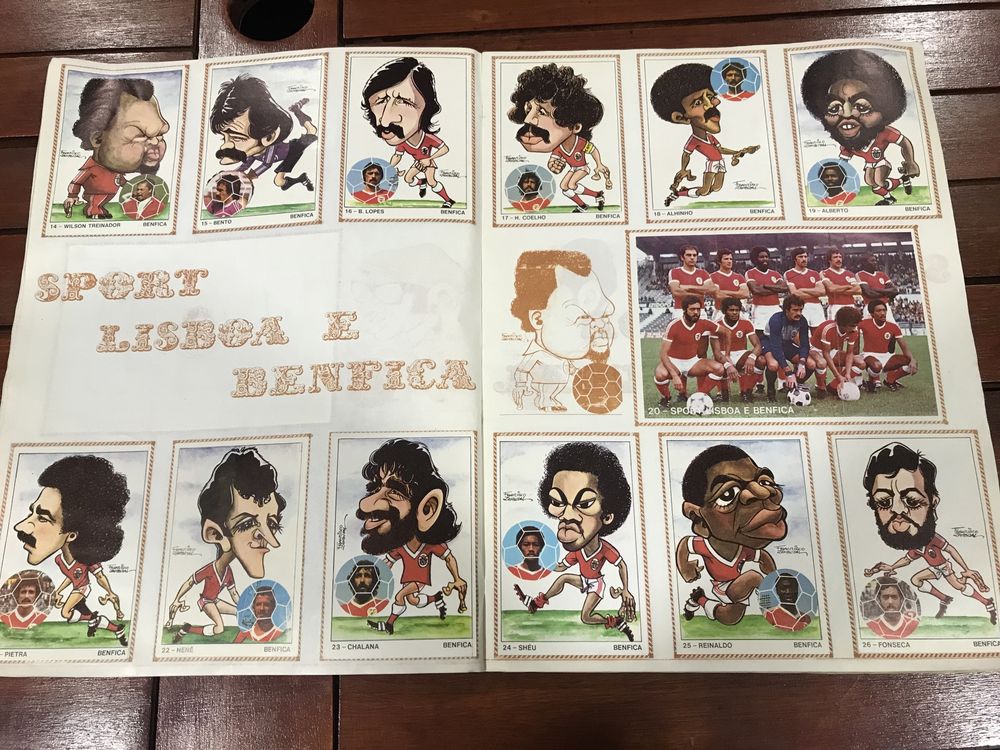 14 – WILSON TREINADOR BENFICA
15 – BENTO BENFICA
16 – B. LOPES BENFICA
17 – H. COELHO BENFICA
18 – ALHINHO BENFICA
19 – ALBERTO BENFICA
SPORT
LISBOA E
BENFICA
20 – SPORT LISBOA E BENFICA
PIETRA BENFICA
22 – NENÉ BENFICA
23 – CHALANA BENFICA
24 – SHÉU BENFICA
25 – REINALDO BENFICA
26 – FONSECA BENFICA